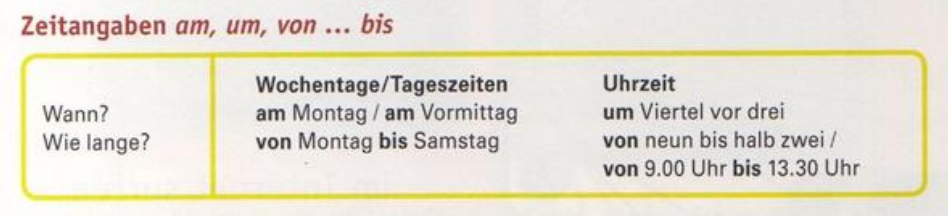 Zeitangaben am, um, von ... bis
Wochentage/Tageszeiten Uhrzeit
Wann? am Montag / am Vormittag um Viertel vor drei
Wie lange? von Montag bis Samstag von neun bis halb zwei /
von 9.00 Uhr bis 13.30 Uhr